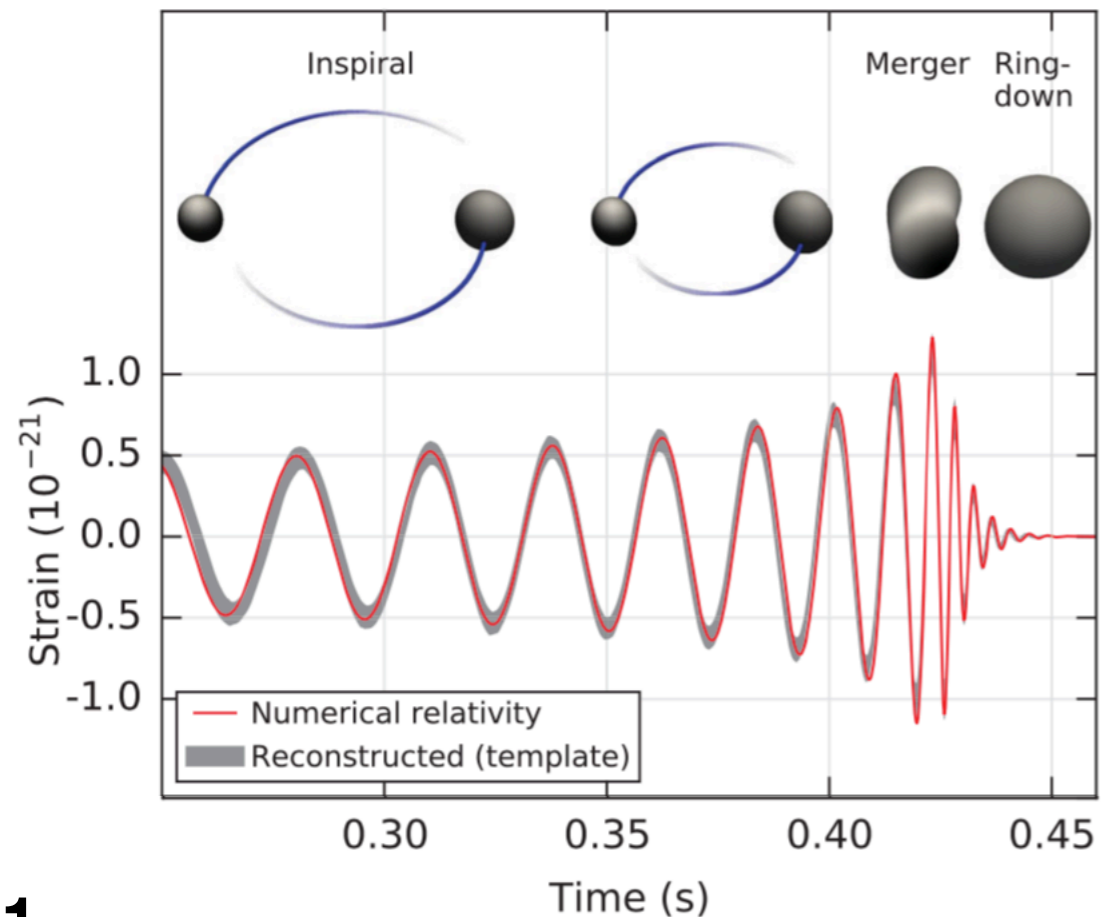 Inspiral
Merger
Ring-
down
1.0
0.5
0.0
-0.5
-1.0
Strain (10⁻²¹)
Numerical relativity
Reconstructed (template)
0.30 0.35 0.40 0.45
Time (s)
1